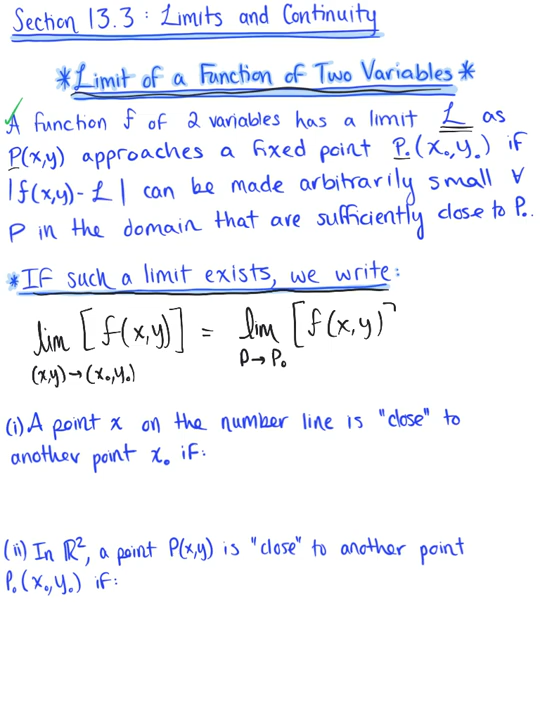 Section 13.3: Limits and Continuity
*Limit of a Function of Two Variables*
A function f of 2 variables has a limit L as
P(x,y) approaches a fixed point P₀(x₀,y₀) if
|f(x,y)-L| can be made arbitrarily small ∀
P in the domain that are sufficiently close to P₀.
*IF such a limit exists, we write:
lim [f(x,y)] = lim [f(x,y)
(x,y)→(x₀,y₀) P→P₀
(i) A point x on the number line is "close" to
another point x₀ if:
(ii) In ℝ², a point P(x,y) is "close" to another point
P₀(x₀,y₀) if: